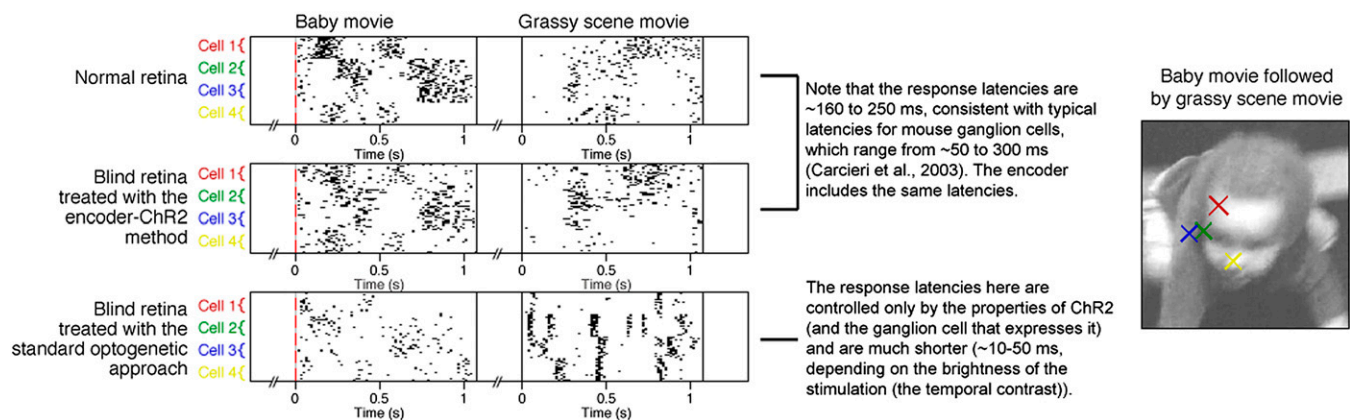 Baby movie
Grassy scene movie
Normal retina
Cell 1{
Cell 2{
Cell 3{
Cell 4{
0
0.5
1
0
0.5
1
Time (s)
Time (s)
Blind retina
treated with the
encoder-ChR2
method
Cell 1{
Cell 2{
Cell 3{
Cell 4{
0
0.5
1
0
0.5
1
Time (s)
Time (s)
Blind retina
treated with the
standard optogenetic
approach
Cell 1{
Cell 2{
Cell 3{
Cell 4{
0
0.5
1
0
0.5
1
Time (s)
Time (s)
Note that the response latencies are
~160 to 250 ms, consistent with typical
latencies for mouse ganglion cells,
which range from ~50 to 300 ms
(Carcieri et al., 2003). The encoder
includes the same latencies.
The response latencies here are
controlled only by the properties of ChR2
(and the ganglion cell that expresses it)
and are much shorter (~10-50 ms,
depending on the brightness of the
stimulation (the temporal contrast)).
Baby movie followed
by grassy scene movie